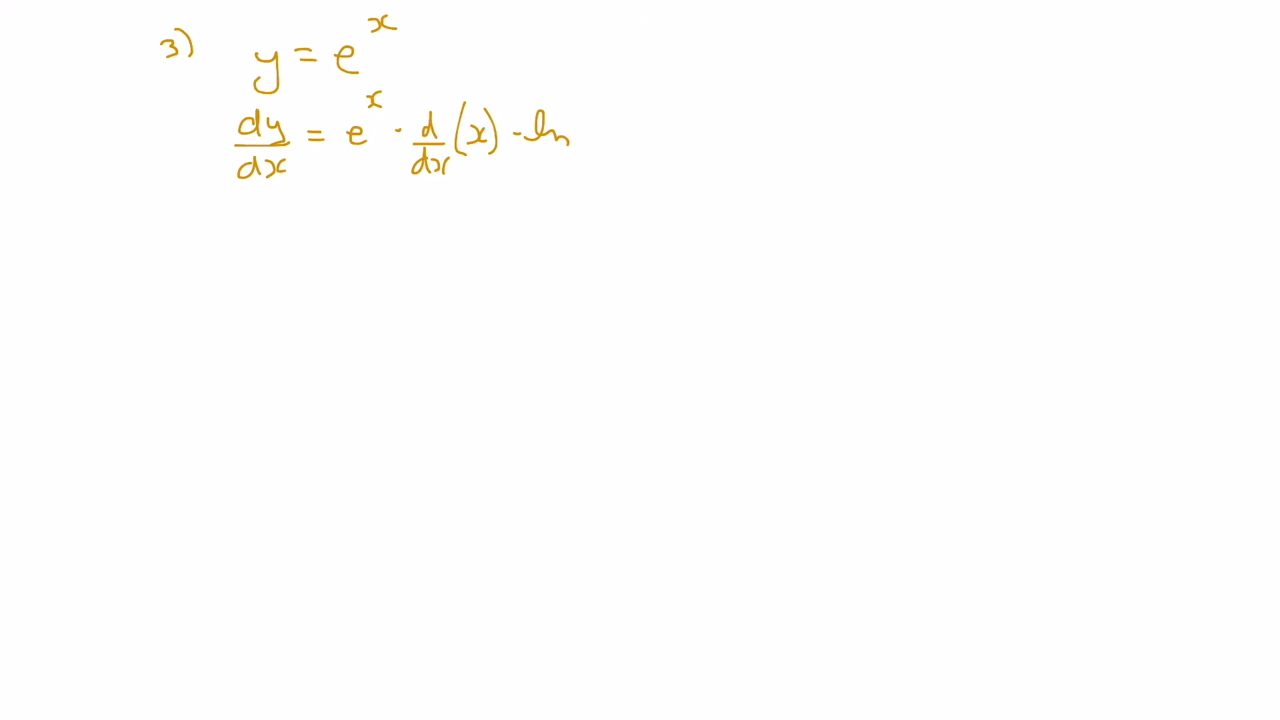 3) y = e^x
dy/dx = e^x · d/dx (x) · ln